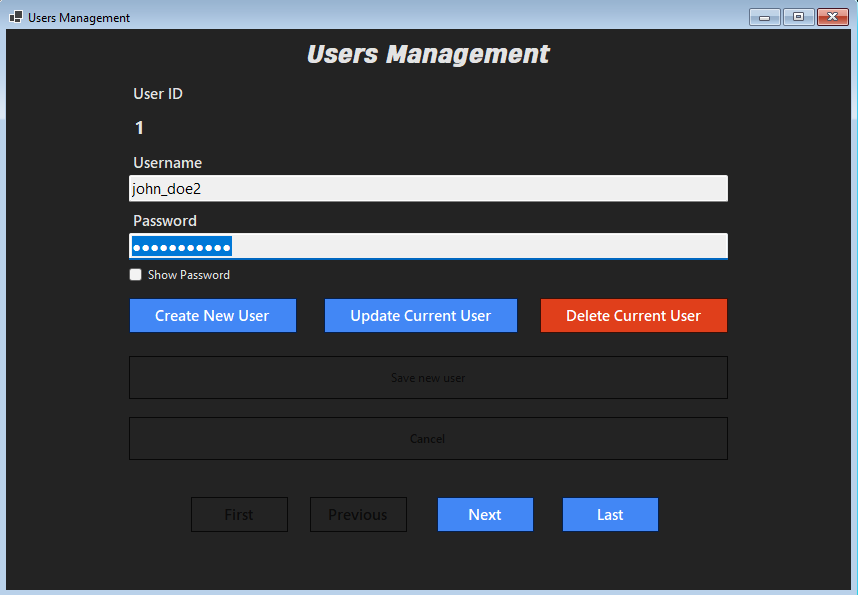 Users Management
Users Management
User ID
1
Username
john_doe2
Password
●●●●●●●●●●●
Show Password
Create New User Update Current User Delete Current User
Save new user
Cancel
First Previous Next Last